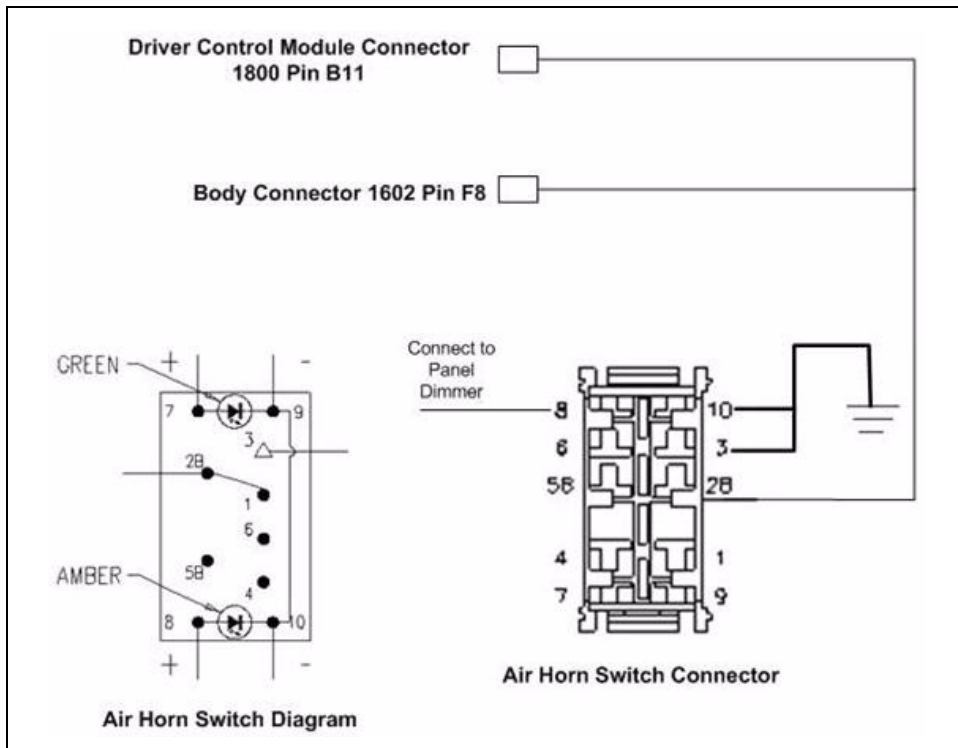 Driver Control Module Connector
1800 Pin B11
Body Connector 1602 Pin F8
Connect to
Panel
Dimmer
GREEN
+ -
7 9
3
2B
1
6
5B
4
AMBER
8 10
+ -
8 10
6 3
5B 2B
4 1
7 9
Air Horn Switch Connector
Air Horn Switch Diagram